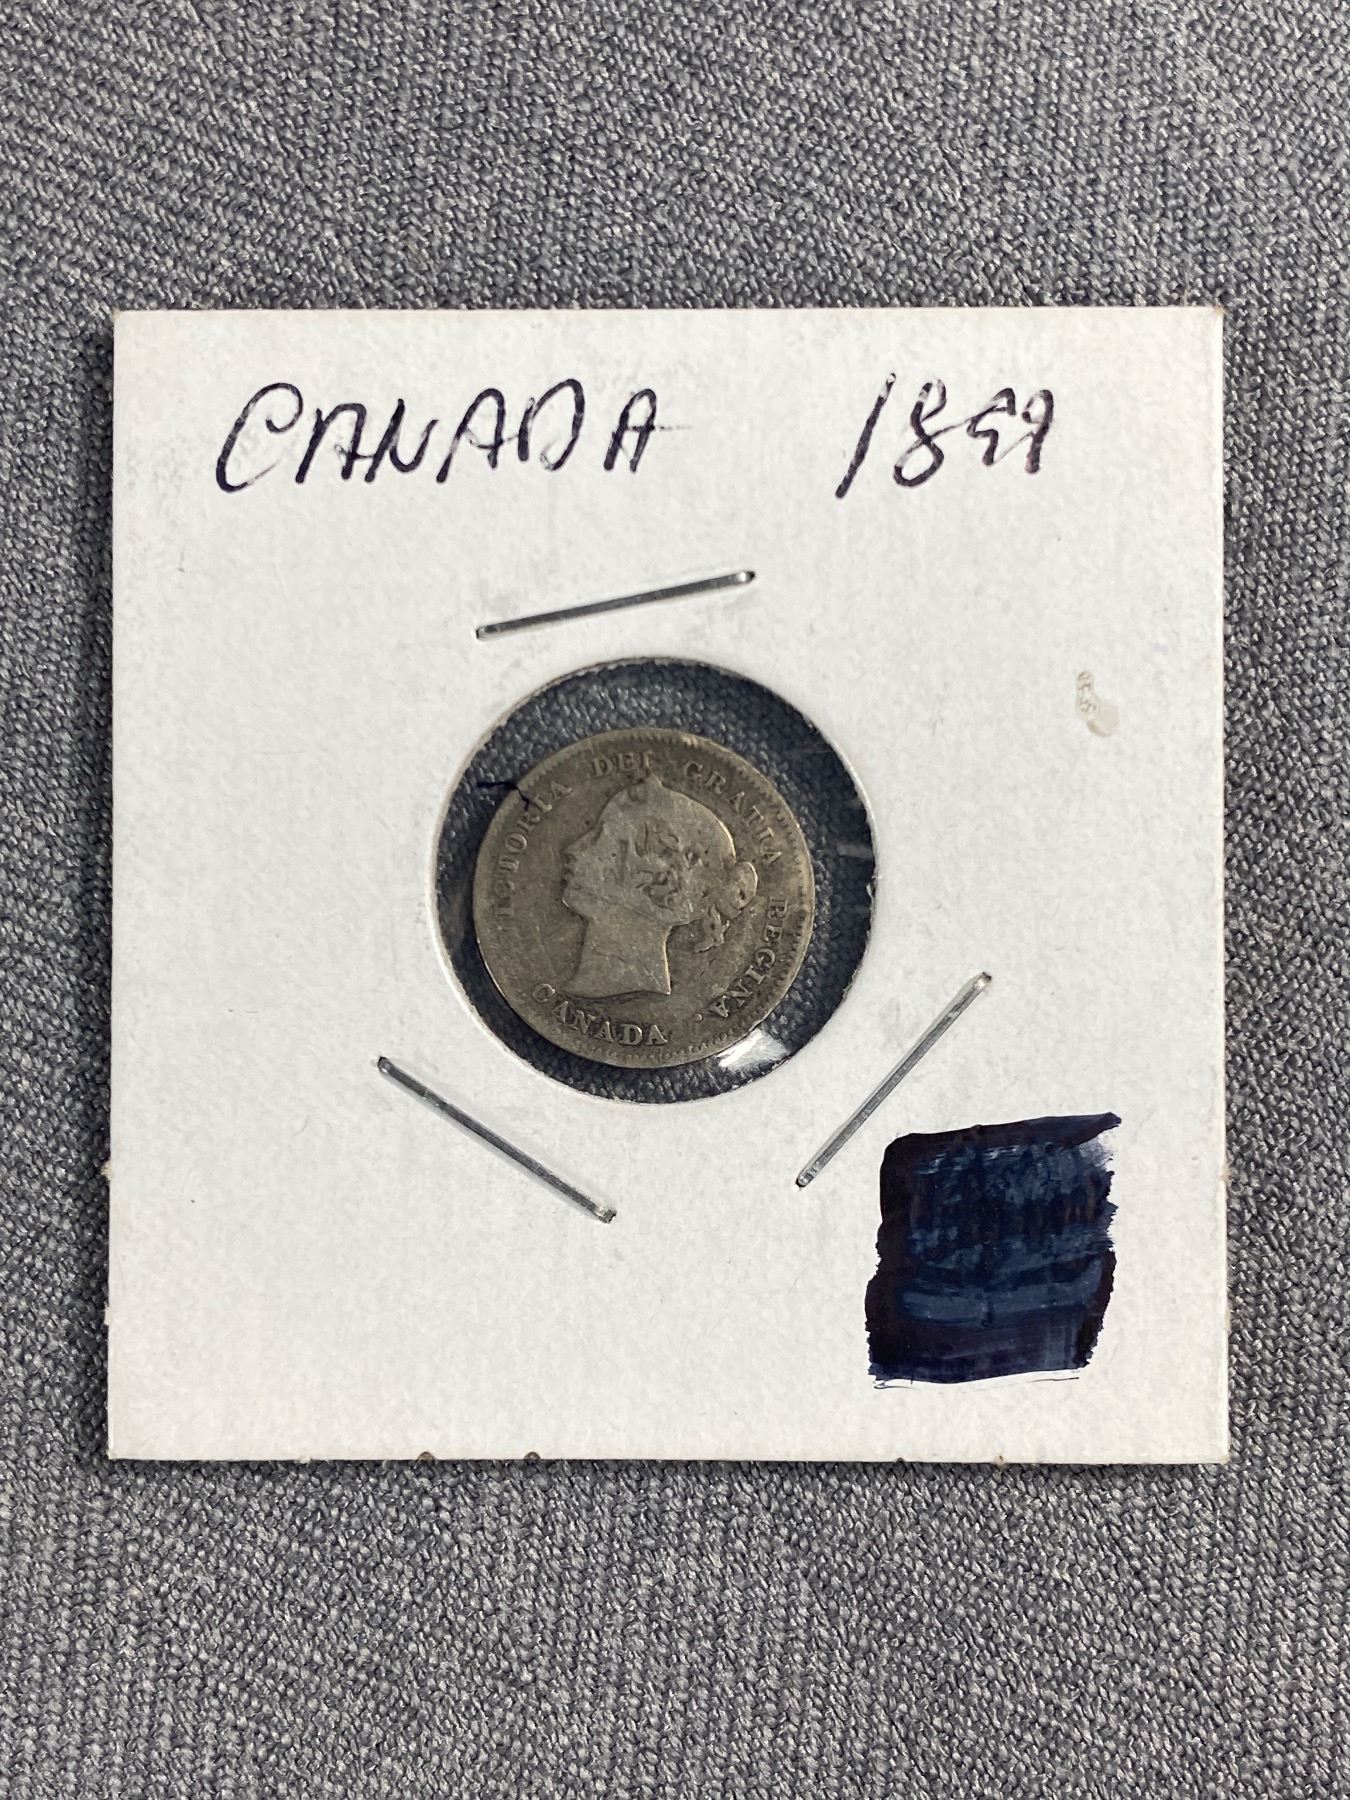 CANADA 1899
VICTORIA DEI GRATIA REGINA.
CANADA